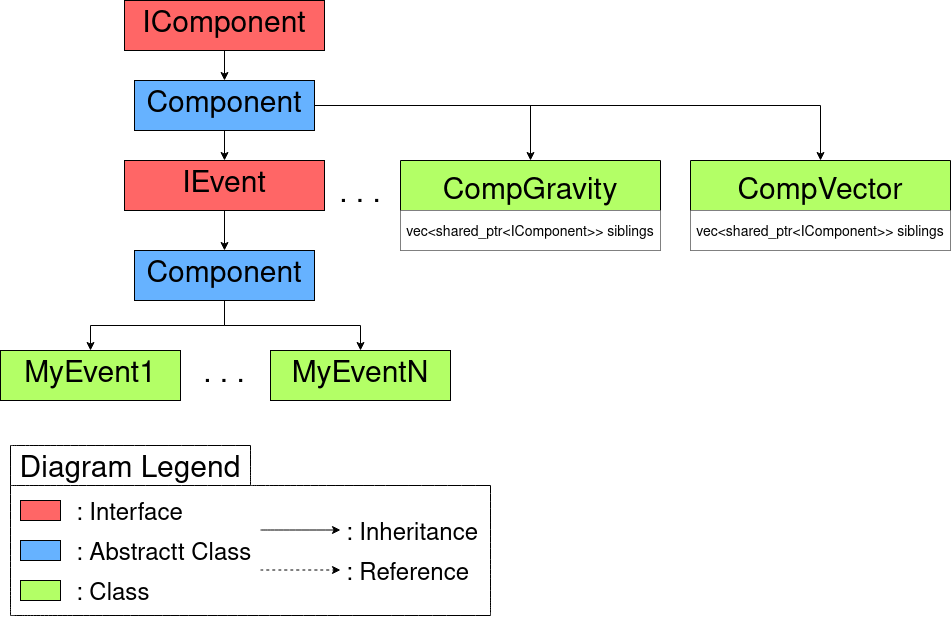 IComponent
Component
IEvent
. . .
CompGravity
CompVector
vec<shared_ptr<IComponent>> siblings
vec<shared_ptr<IComponent>> siblings
Component
MyEvent1
. . .
MyEventN
Diagram Legend
: Interface
: Abstractt Class
: Class
: Inheritance
: Reference